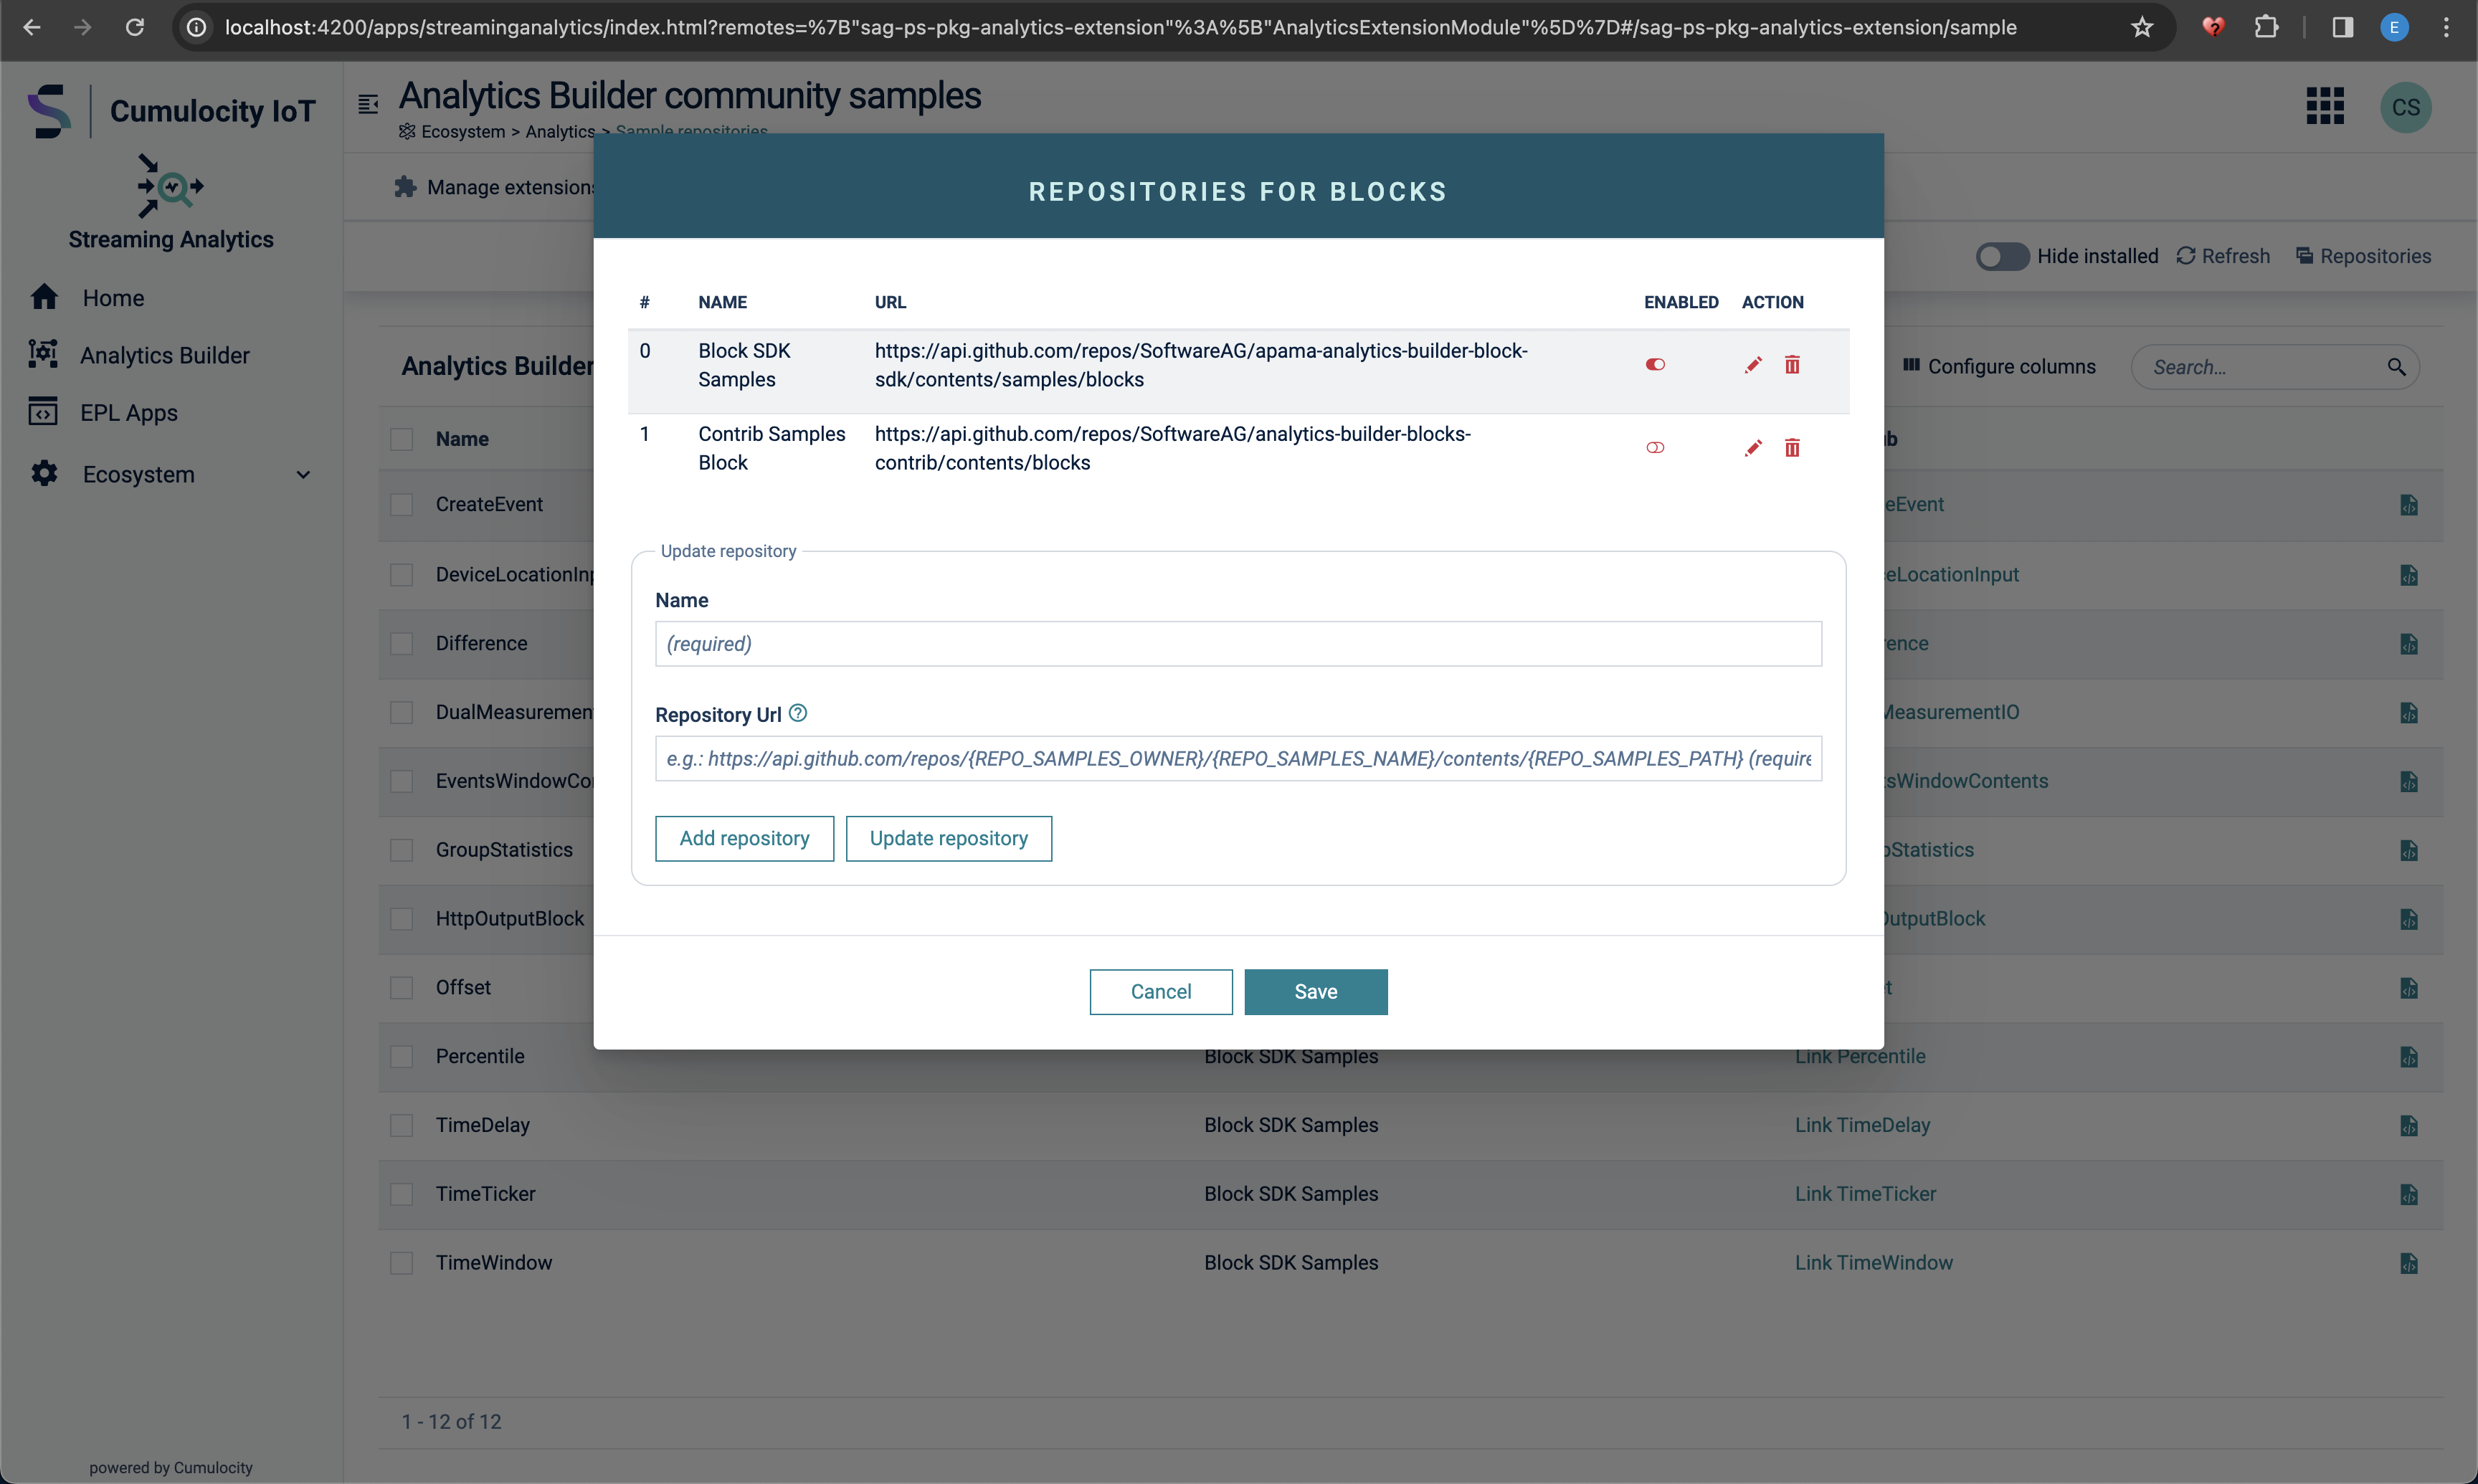 localhost:4200/apps/streaminganalytics/index.html?remotes=%7B"sag-ps-pkg-analytics-extension"%3A%5B"AnalyticsExtensionModule"%5D%7D#/sag-ps-pkg-analytics-extension/sample
E
Cumulocity IoT
Streaming Analytics
Home
Analytics Builder
EPL Apps
Ecosystem
powered by Cumulocity
Analytics Builder community samples
Ecosystem > Analytics > Sample repositories
CS
Manage extensions
Hide installed
Refresh
Repositories
Analytics Builder
Configure columns
Search...
REPOSITORIES FOR BLOCKS
# NAME URL ENABLED ACTION
0 Block SDK Samples https://api.github.com/repos/SoftwareAG/apama-analytics-builder-block-sdk/contents/samples/blocks
1 Contrib Samples Block https://api.github.com/repos/SoftwareAG/analytics-builder-blocks-contrib/contents/blocks
Update repository
Name
(required)
Repository Url
e.g.: https://api.github.com/repos/{REPO_SAMPLES_OWNER}/{REPO_SAMPLES_NAME}/contents/{REPO_SAMPLES_PATH} (require
Add repository
Update repository
Cancel
Save
Name
ub
CreateEvent eEvent
DeviceLocationInp eLocationInput
Difference rence
DualMeasurement MeasurementIO
EventsWindowCon sWindowContents
GroupStatistics pStatistics
HttpOutputBlock OutputBlock
Offset et
Percentile Block SDK Samples Link Percentile
TimeDelay Block SDK Samples Link TimeDelay
TimeTicker Block SDK Samples Link TimeTicker
TimeWindow Block SDK Samples Link TimeWindow
1 - 12 of 12